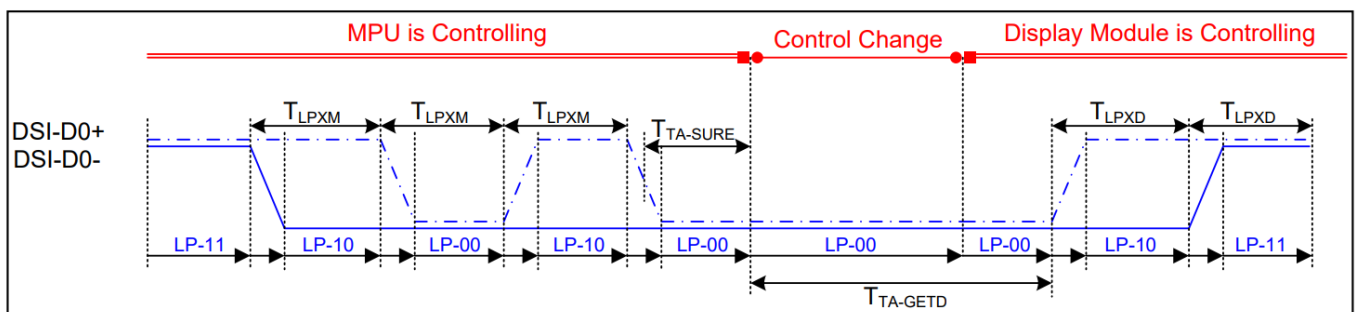 MPU is Controlling Control Change Display Module is Controlling
TLPXM TLPXM TLPXM TTA-SURE TLPXD TLPXD
DSI-D0+
DSI-D0-
LP-11 LP-10 LP-00 LP-10 LP-00 LP-00 LP-00 LP-10 LP-11
TTA-GETD